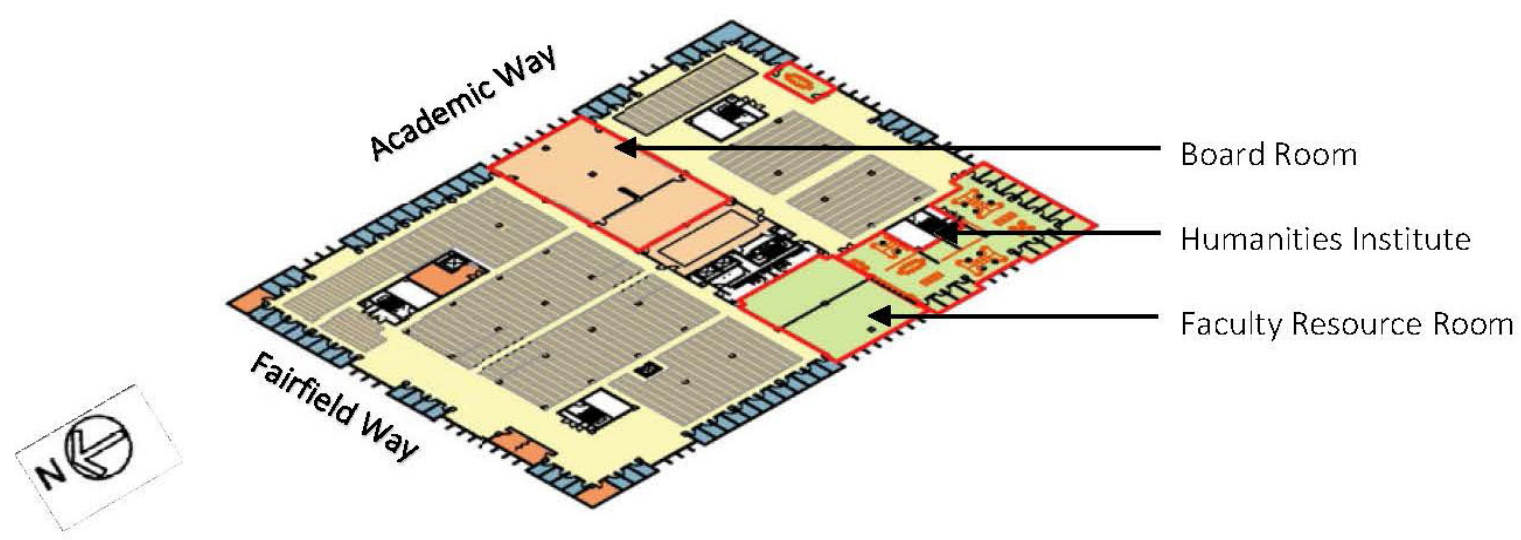 Academic Way
Board Room
Humanities Institute
Faculty Resource Room
Fairfield Way
N